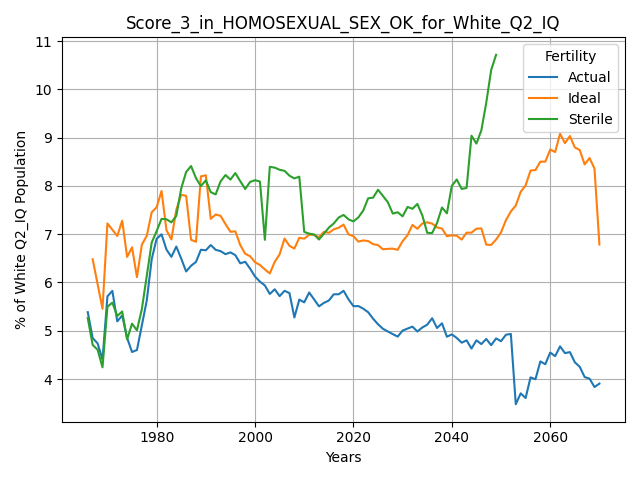 Score_3_in_HOMOSEXUAL_SEX_OK_for_White_Q2_IQ
11
10
9
8
7
6
5
4
% of White Q2_IQ Population
Fertility
Actual
Ideal
Sterile
1980
2000
2020
2040
2060
Years